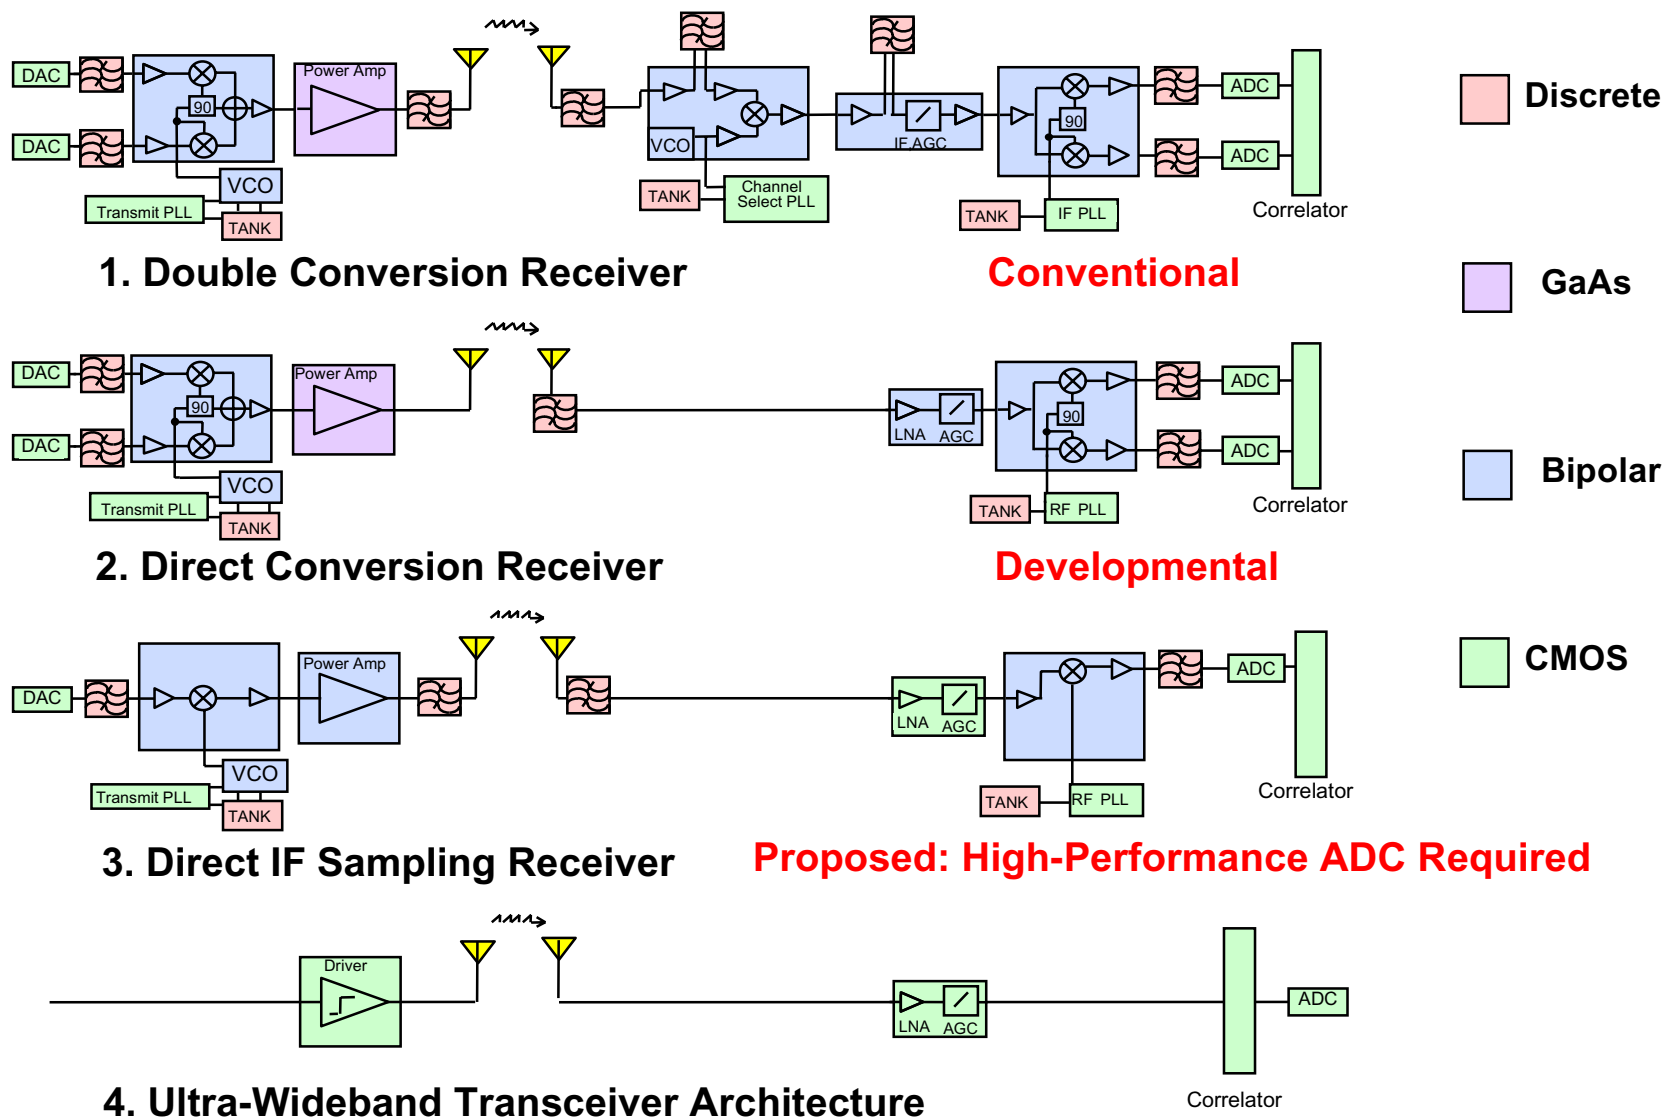 DAC
90
Power Amp
DAC
VCO
Transmit PLL
TANK
VCO
TANK
Channel
Select PLL
IF,AGC
90
TANK
IF PLL
ADC
ADC
Correlator
Discrete
1. Double Conversion Receiver
Conventional
GaAs
DAC
90
Power Amp
DAC
VCO
Transmit PLL
TANK
LNA
AGC
90
TANK
RF PLL
ADC
ADC
Correlator
Bipolar
2. Direct Conversion Receiver
Developmental
DAC
Power Amp
VCO
Transmit PLL
TANK
LNA
AGC
TANK
RF PLL
ADC
Correlator
CMOS
3. Direct IF Sampling Receiver
Proposed: High-Performance ADC Required
Driver
LNA
AGC
ADC
Correlator
4. Ultra-Wideband Transceiver Architecture